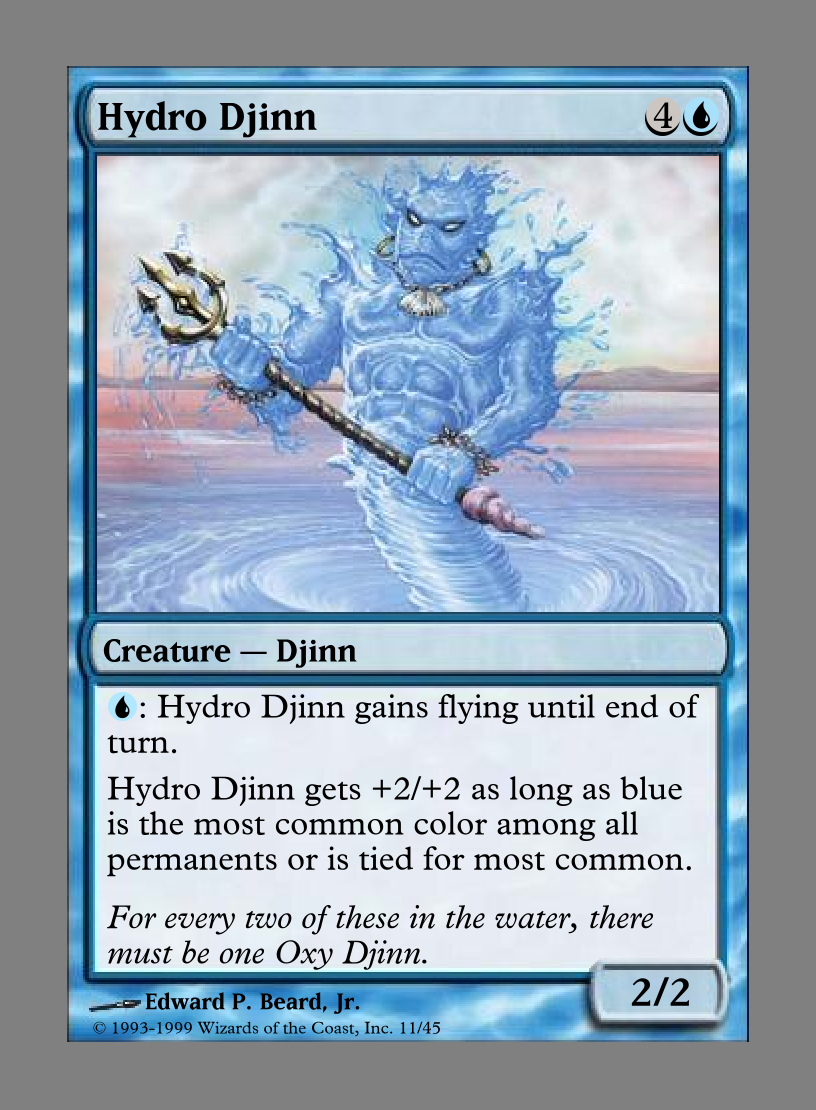 Hydro Djinn 4
Creature — Djinn
: Hydro Djinn gains flying until end of
turn.
Hydro Djinn gets +2/+2 as long as blue
is the most common color among all
permanents or is tied for most common.
For every two of these in the water, there
must be one Oxy Djinn.
2/2
Edward P. Beard, Jr.
© 1993-1999 Wizards of the Coast, Inc. 11/45